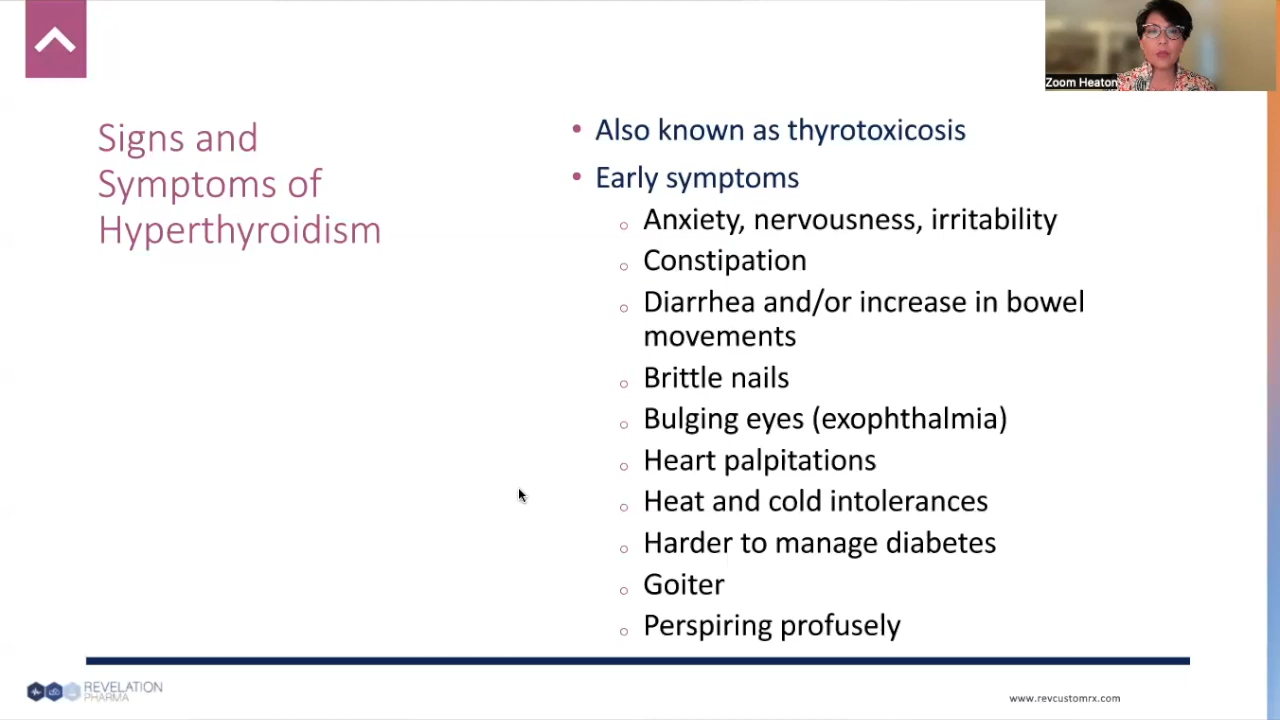 Zoom Heaton
Signs and
Symptoms of
Hyperthyroidism
• Also known as thyrotoxicosis
• Early symptoms
o Anxiety, nervousness, irritability
o Constipation
o Diarrhea and/or increase in bowel
movements
o Brittle nails
o Bulging eyes (exophthalmia)
o Heart palpitations
o Heat and cold intolerances
o Harder to manage diabetes
o Goiter
o Perspiring profusely
REVELATION
PHARMA
www.revcustomrx.com